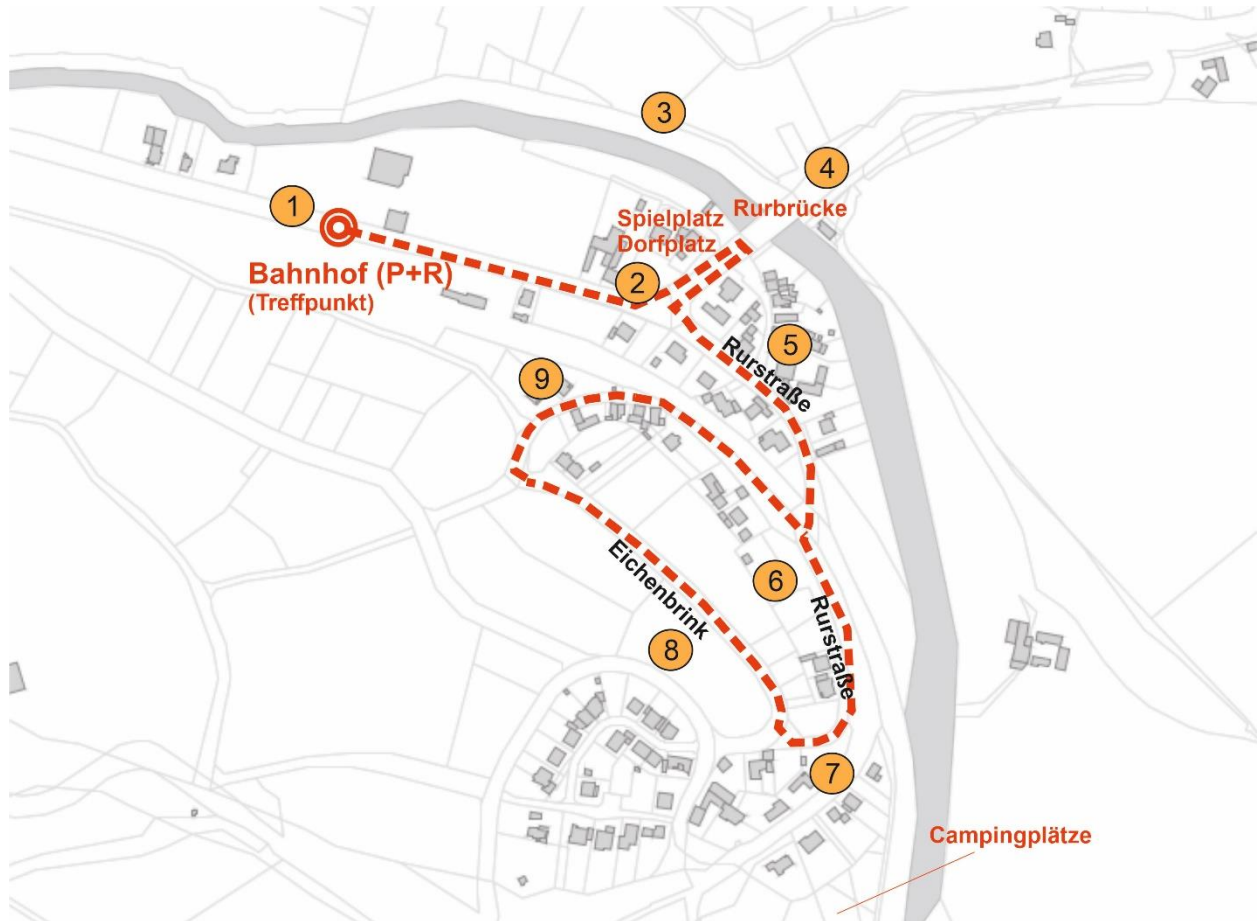 3
4
1
Spielplatz
Dorfplatz
Rurbrücke
Bahnhof (P+R)
(Treffpunkt)
2
5
Rurstraße
9
Eichenbrink
6
Rurstraße
8
7
Campingplätze